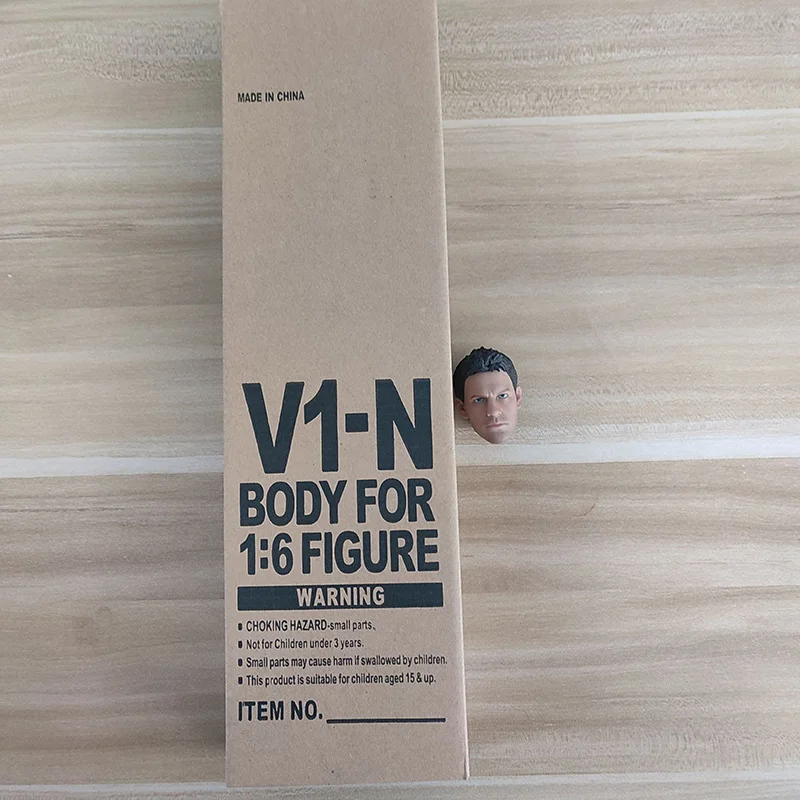 MADE IN CHINA
V1-N
BODY FOR
1:6 FIGURE
WARNING
CHOKING HAZARD-small parts、
Not for Children under 3 years.
Small parts may cause harm if swallowed by children.
This product is suitable for children aged 15 & up.
ITEM NO.